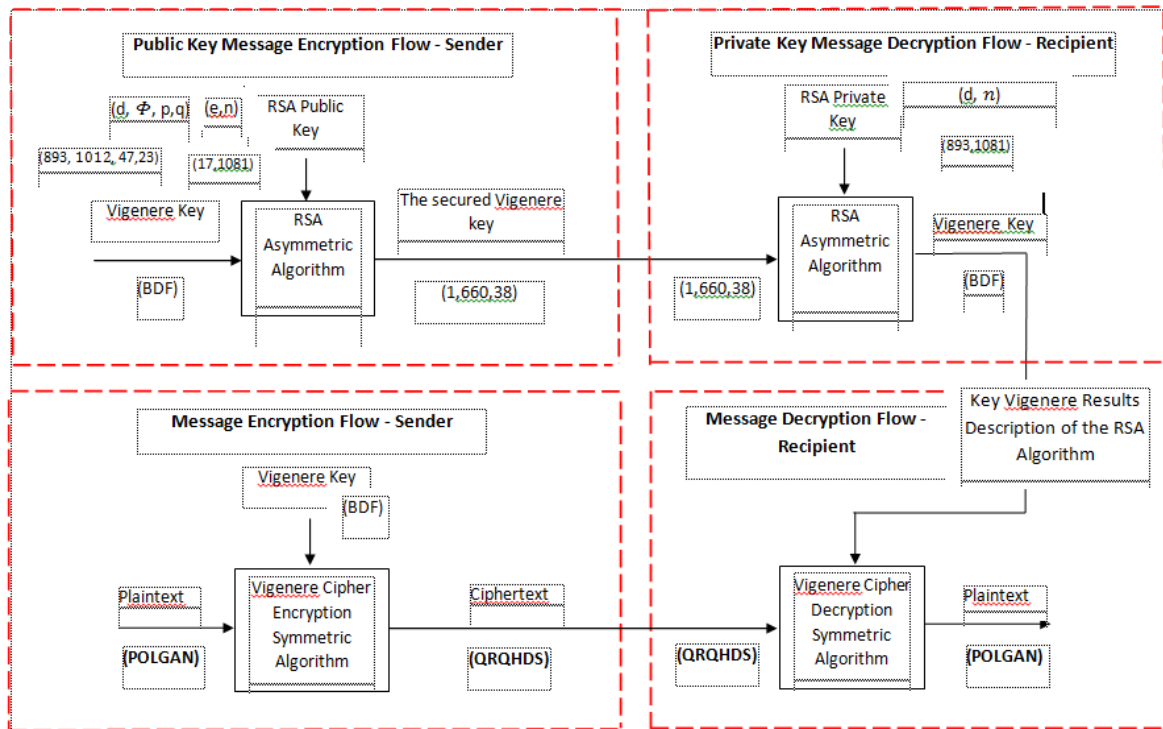 Public Key Message Encryption Flow - Sender
(d, Φ, p,q)
(e,n)
RSA Public
Key
(893, 1012, 47,23)
(17,1081)
Vigenere Key
(BDF)
RSA
Asymmetric
Algorithm
The secured Vigenere
key
(1,660,38)
Private Key Message Decryption Flow - Recipient
RSA Private
Key
(d, n)
(893,1081)
(1,660,38)
RSA
Asymmetric
Algorithm
Vigenere Key
(BDF)
Message Encryption Flow - Sender
Vigenere Key
(BDF)
Plaintext
(POLGAN)
Vigenere Cipher
Encryption
Symmetric
Algorithm
Ciphertext
(QRQHDS)
Message Decryption Flow -
Recipient
Key Vigenere Results
Description of the RSA
Algorithm
(QRQHDS)
Vigenere Cipher
Decryption
Symmetric
Algorithm
Plaintext
(POLGAN)